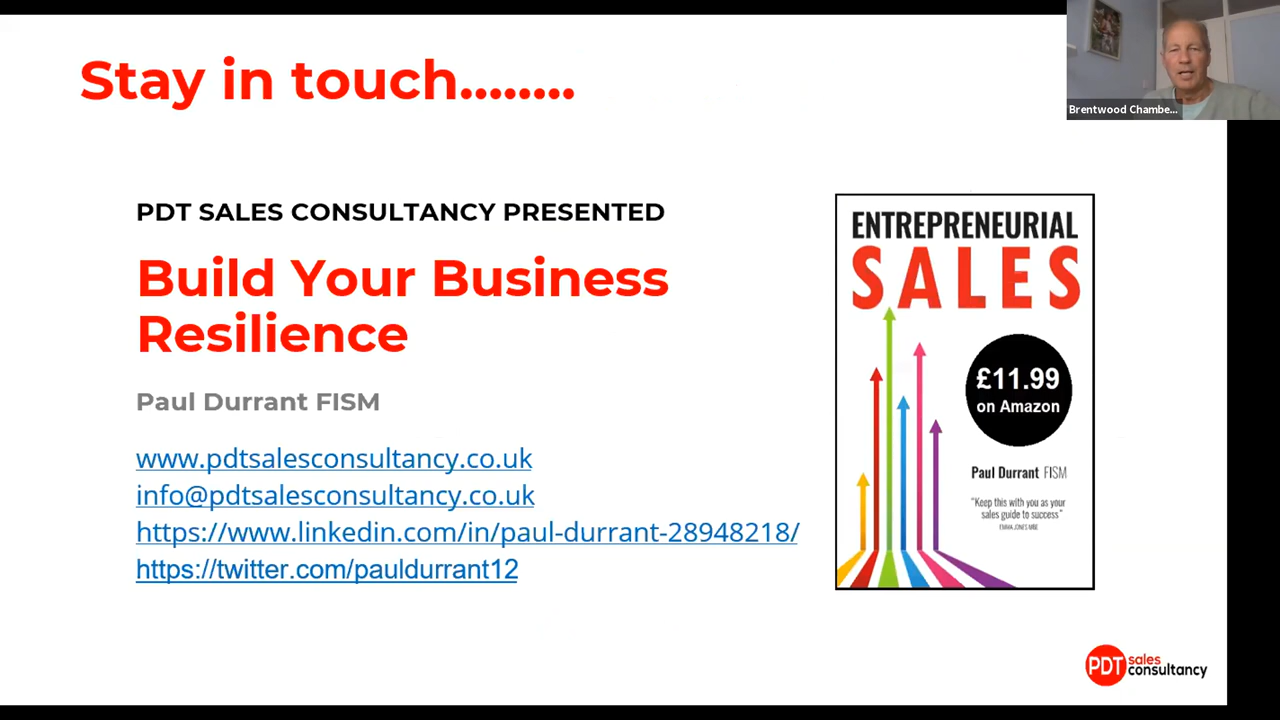 Stay in touch........
Brentwood Chambe...
PDT SALES CONSULTANCY PRESENTED
Build Your Business
Resilience
Paul Durrant FISM
www.pdtsalesconsultancy.co.uk
info@pdtsalesconsultancy.co.uk
https://www.linkedin.com/in/paul-durrant-28948218/
https://twitter.com/pauldurrant12
ENTREPRENEURIAL
SALES
£11.99
on Amazon
Paul Durrant FISM
"Keep this with you as your
sales guide to success"
EMMA JONES MBE
PDT sales
consultancy